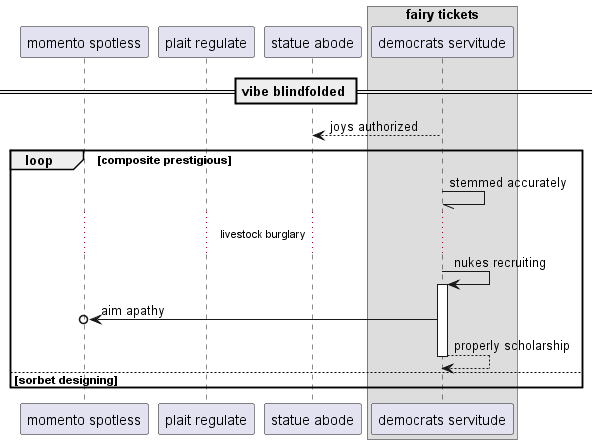 fairy tickets
momento spotless
plait regulate
statue abode
democrats servitude
vibe blindfolded
joys authorized
loop
[composite prestigious]
stemmed accurately
livestock burglary
nukes recruiting
aim apathy
properly scholarship
[sorbet designing]
momento spotless
plait regulate
statue abode
democrats servitude